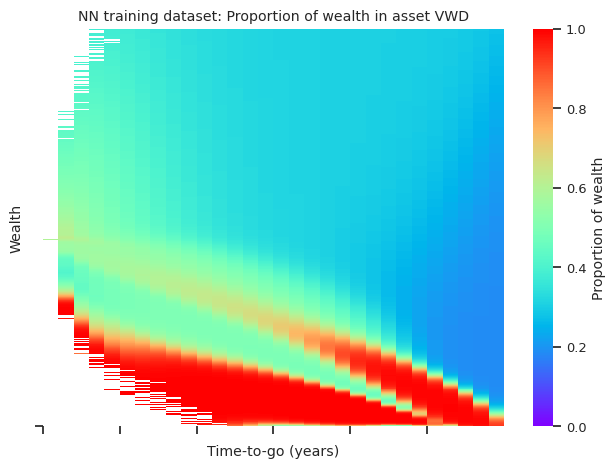 NN training dataset: Proportion of wealth in asset VWD
Wealth
Time-to-go (years)
1.0
0.8
0.6
0.4
0.2
0.0
Proportion of wealth